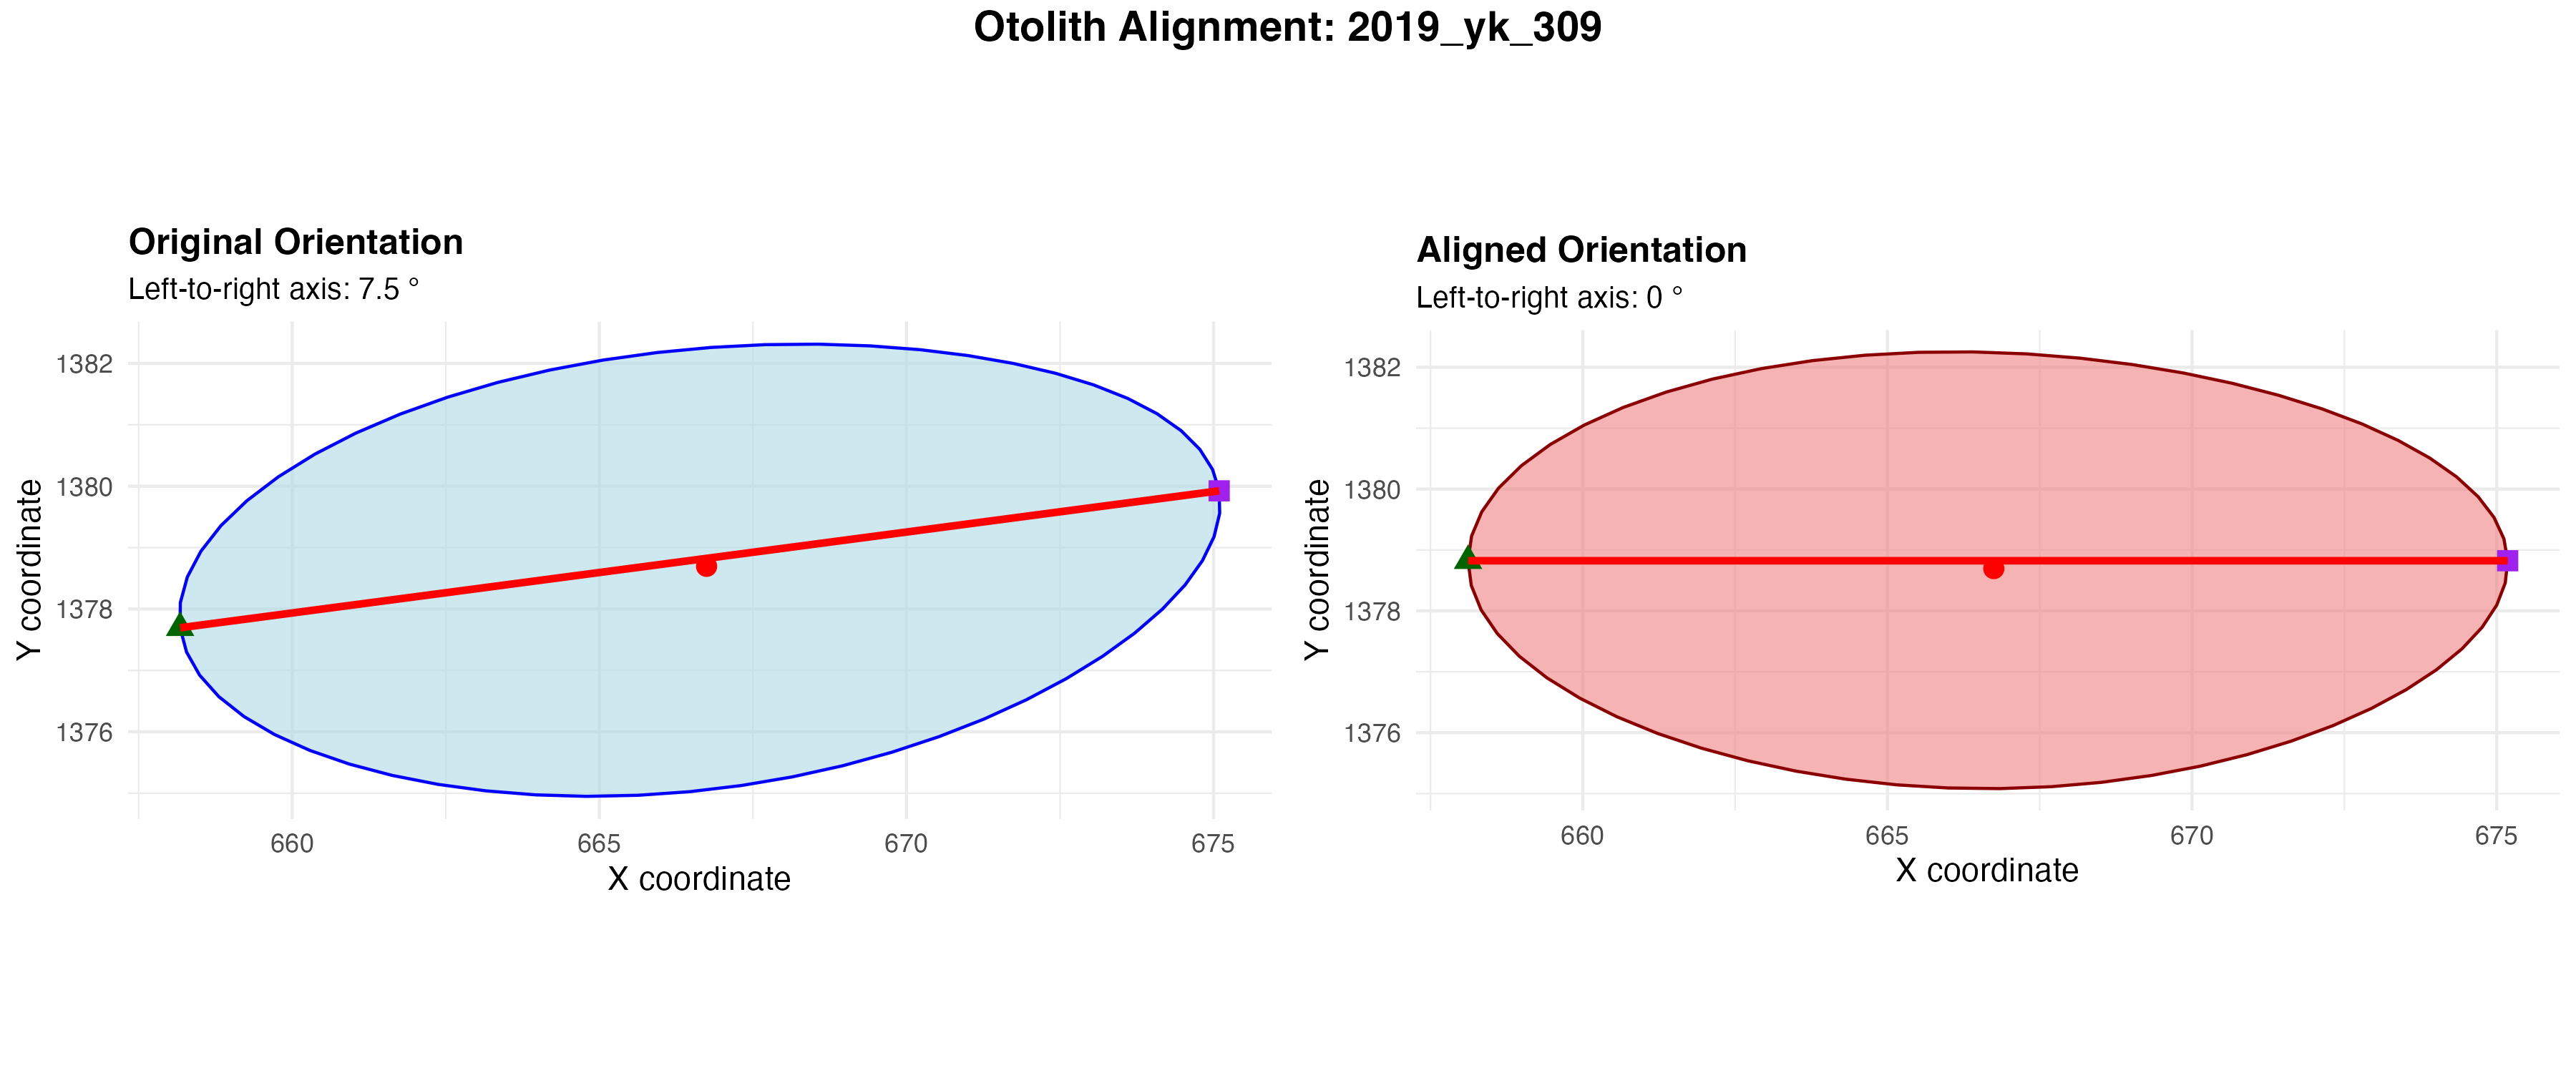 Otolith Alignment: 2019_yk_309
Original Orientation
Left-to-right axis: 7.5 °
1382
1380
1378
1376
Y coordinate
660
665
670
675
X coordinate
Aligned Orientation
Left-to-right axis: 0 °
1382
1380
1378
1376
Y coordinate
660
665
670
675
X coordinate